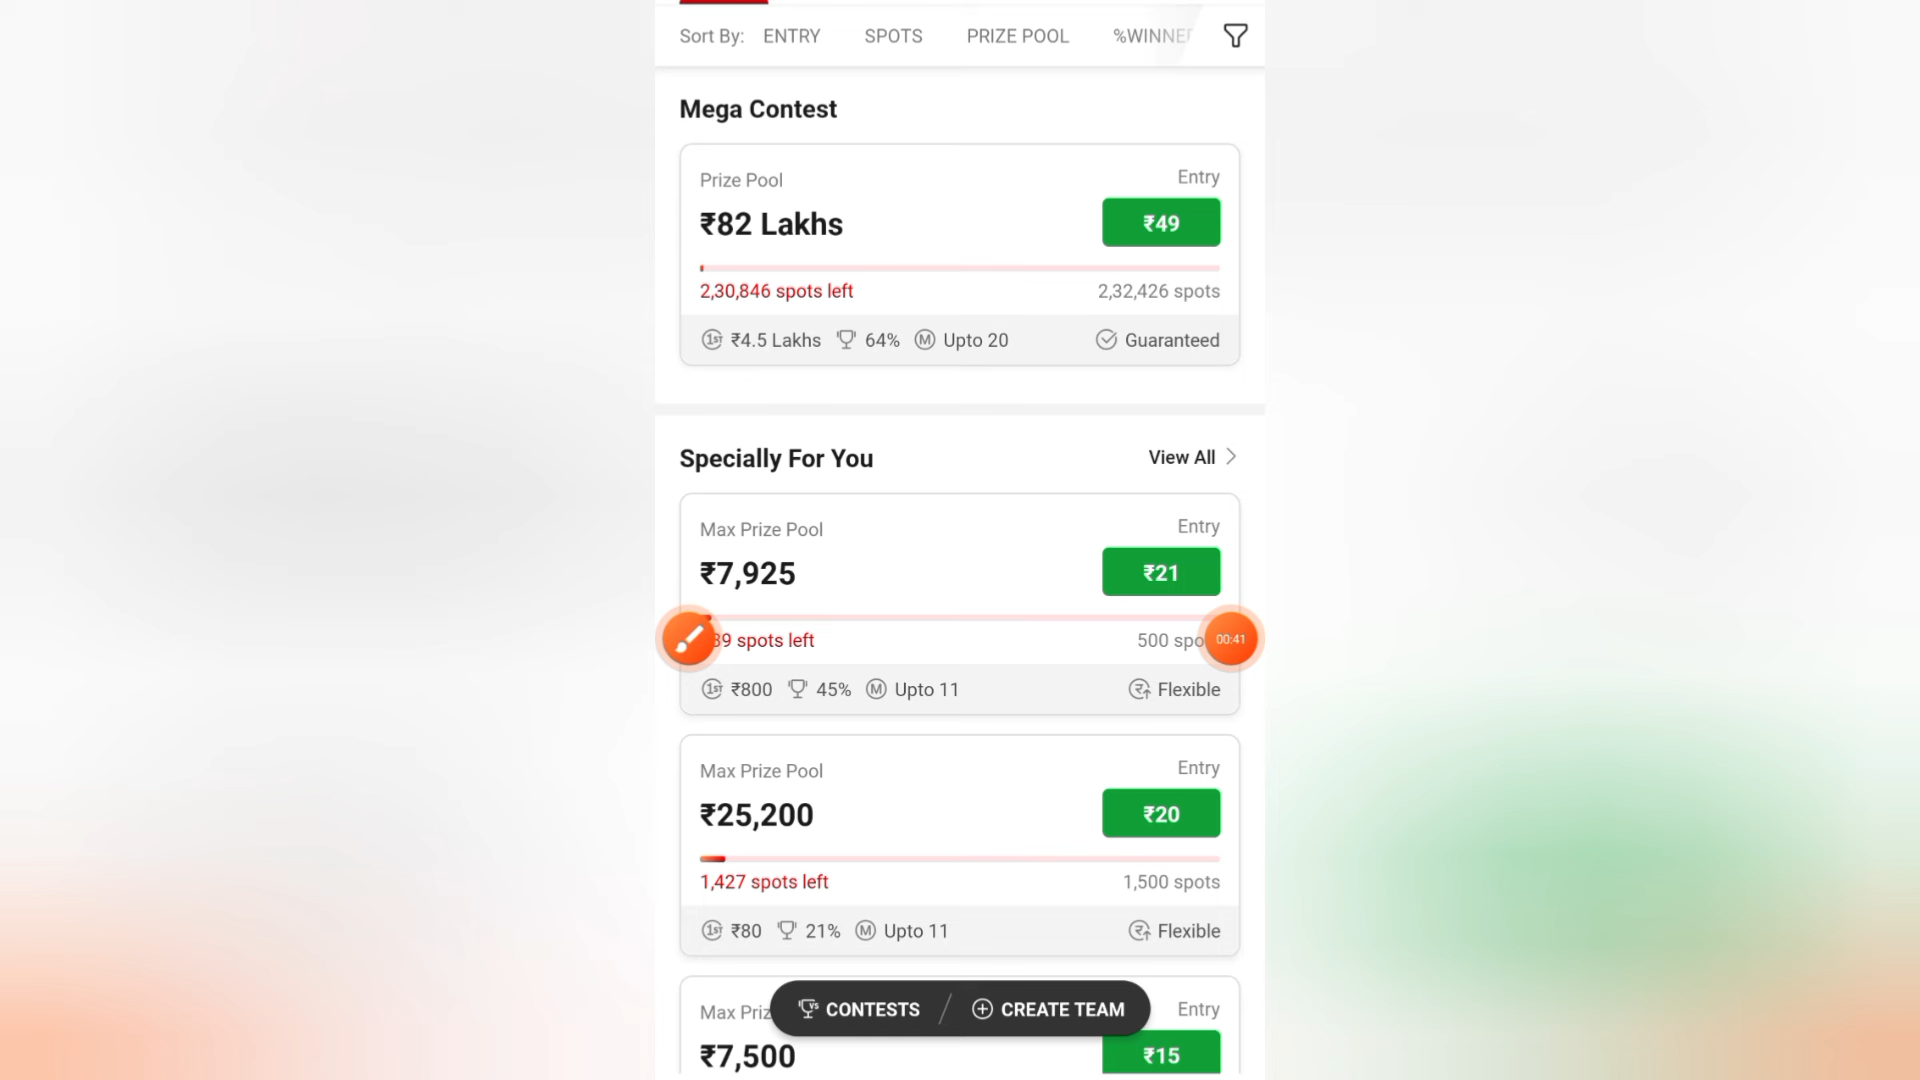 Sort By: ENTRY SPOTS PRIZE POOL
Mega Contest
Prize Pool Entry
₹82 Lakhs ₹49
2,30,846 spots left 2,32,426 spots
1ST ₹4.5 Lakhs 64% M Upto 20 Guaranteed
Specially For You View All
Max Prize Pool Entry
₹7,925 ₹21
spots left 500 00:41
1ST ₹800 45% M Upto 11 Flexible
Max Prize Pool Entry
₹25,200 ₹20
1,427 spots left 1,500 spots
1ST ₹80 21% M Upto 11 Flexible
Max Entry
CONTESTS / CREATE TEAM
₹7,500 ₹15